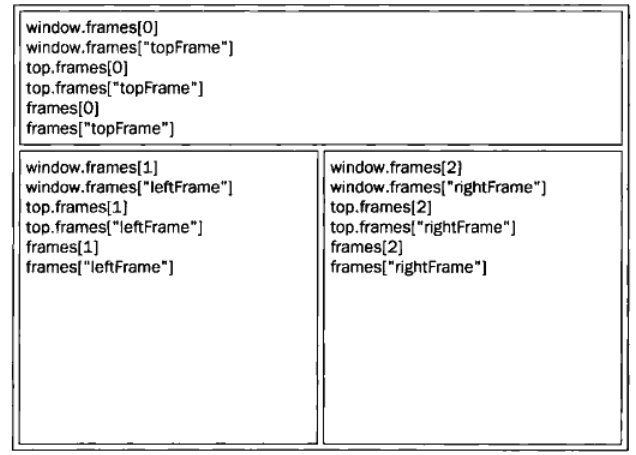 window.frames[0]
window.frames["topFrame"]
top.frames[0]
top.frames["topFrame"]
frames[0]
frames["topFrame"]
window.frames[1]
window.frames["leftFrame"]
top.frames[1]
top.frames["leftFrame"]
frames[1]
frames["leftFrame"]
window.frames[2]
window.frames["rightFrame"]
top.frames[2]
top.frames["rightFrame"]
frames[2]
frames["rightFrame"]